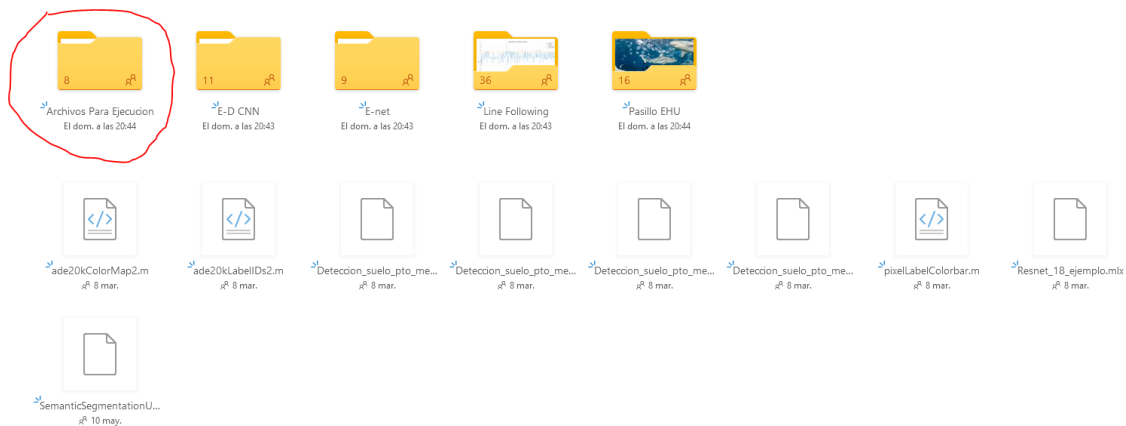 8
11
9
36
16
Archivos Para Ejecucion
E-D CNN
E-net
Line Following
Pasillo EHU
El dom. a las 20:44
El dom. a las 20:43
El dom. a las 20:43
El dom. a las 20:43
El dom. a las 20:44
ade20kColorMap2.m
ade20kLabelIDs2.m
Deteccion_suelo_pto_me...
Deteccion_suelo_pto_me...
Deteccion_suelo_pto_me...
Deteccion_suelo_pto_me...
pixelLabelColorbar.m
Resnet_18_ejemplo.mlx
8 mar.
8 mar.
8 mar.
8 mar.
8 mar.
8 mar.
8 mar.
8 mar.
SemanticSegmentationU...
10 may.